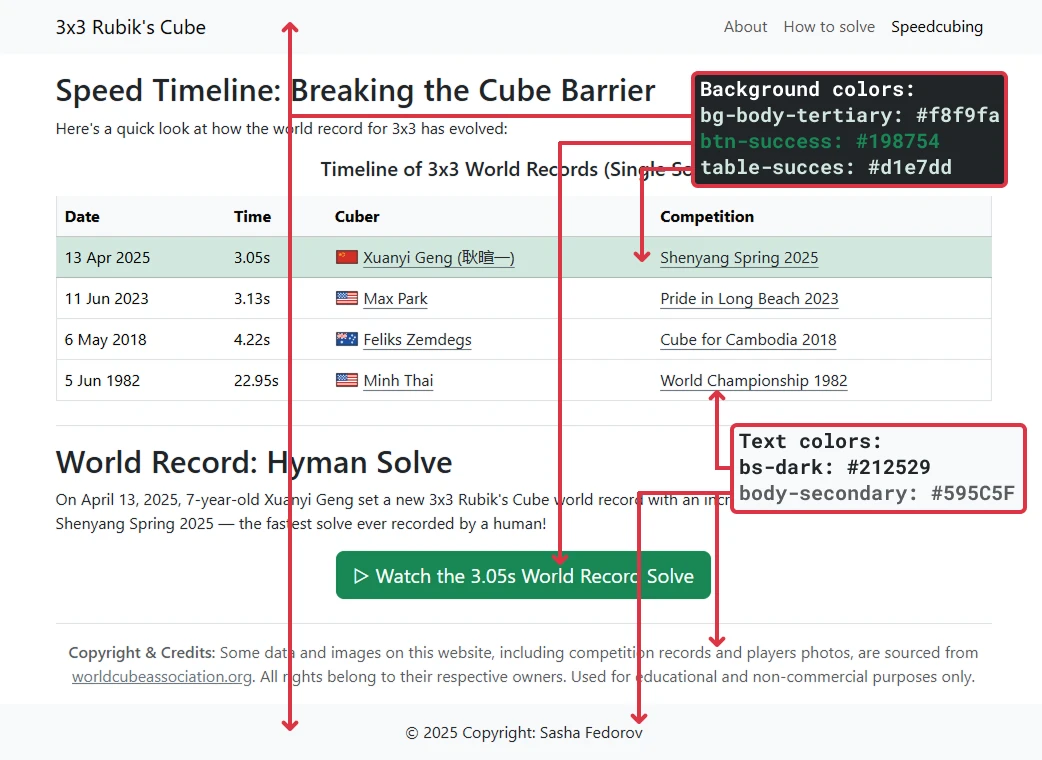 3x3 Rubik's Cube
About How to solve Speedcubing
Speed Timeline: Breaking the Cube Barrier
Here's a quick look at how the world record for 3x3 has evolved:
Background colors:
bg-body-tertiary: #f8f9fa
btn-success: #198754
table-succes: #d1e7dd
Timeline of 3x3 World Records (Single So
Date Time Cuber Competition
13 Apr 2025 3.05s Xuanyi Geng (耿暄一) Shenyang Spring 2025
11 Jun 2023 3.13s Max Park Pride in Long Beach 2023
6 May 2018 4.22s Feliks Zemdegs Cube for Cambodia 2018
5 Jun 1982 22.95s Minh Thai World Championship 1982
Text colors:
bs-dark: #212529
body-secondary: #595C5F
World Record: Hyman Solve
On April 13, 2025, 7-year-old Xuanyi Geng set a new 3x3 Rubik's Cube world record with an incr
Shenyang Spring 2025 — the fastest solve ever recorded by a human!
Watch the 3.05s World Record Solve
Copyright & Credits: Some data and images on this website, including competition records and players photos, are sourced from
worldcubeassociation.org. All rights belong to their respective owners. Used for educational and non-commercial purposes only.
© 2025 Copyright: Sasha Fedorov